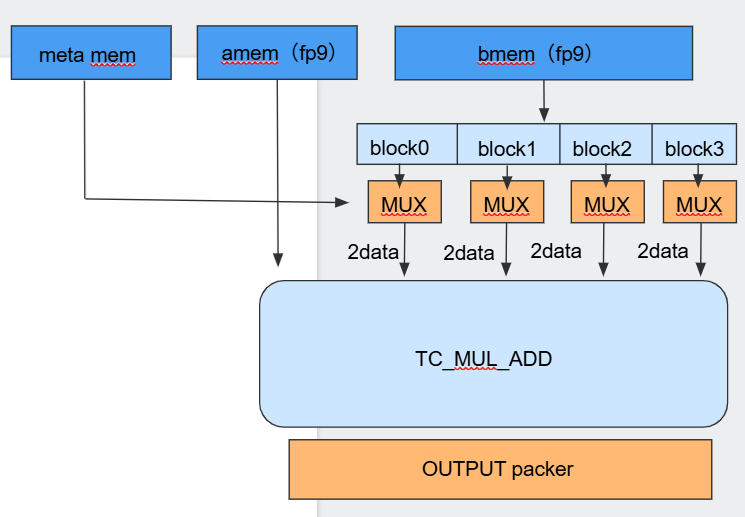 meta mem
amem（fp9）
bmem（fp9）
block0
block1
block2
block3
MUX
MUX
MUX
MUX
2data
2data
2data
2data
TC_MUL_ADD
OUTPUT packer